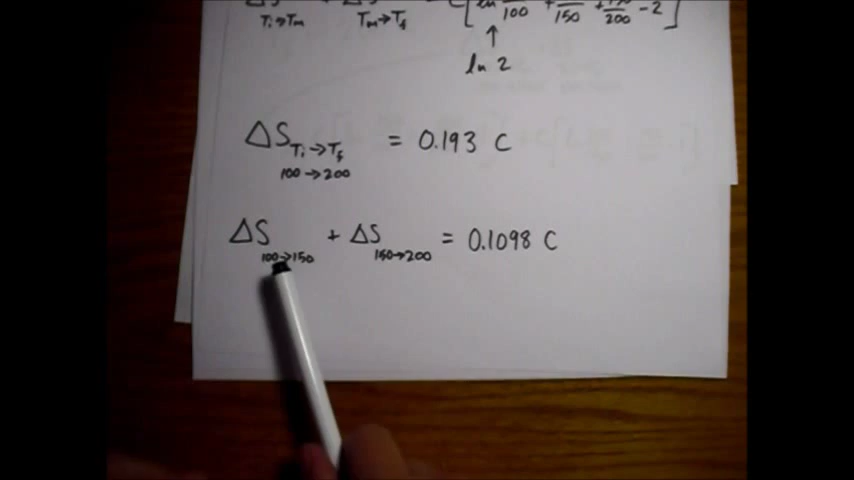 Ti→Tm Tm→Tf [ln 100 + 150 + 200 - 2]
↑
ln 2
ΔS Ti→Tf = 0.193 C
100→200
ΔS + ΔS = 0.1098 C
100→150 150→200